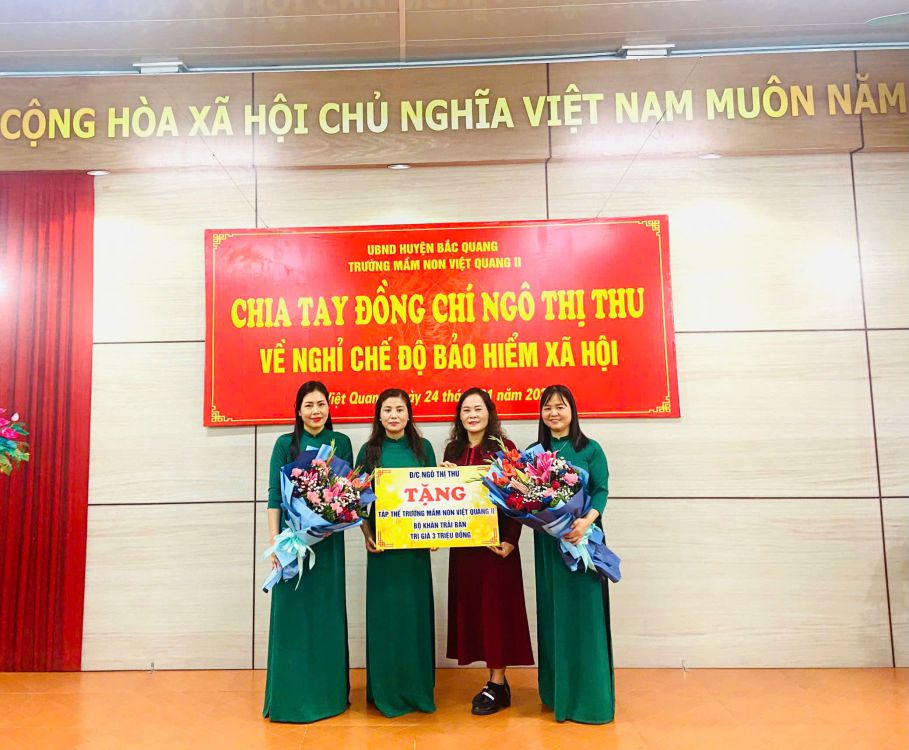 CỘNG HÒA XÃ HỘI CHỦ NGHĨA VIỆT NAM MUÔN NĂM
UBND HUYỆN BẮC QUANG
TRƯỜNG MẦM NON VIỆT QUANG II
CHIA TAY ĐỒNG CHÍ NGÔ THỊ THU
VỀ NGHỈ CHẾ ĐỘ BẢO HIỂM XÃ HỘI
Việt Quang 24
Đ/C NGÔ THỊ THU
TẶNG
TẬP THỂ TRƯỜNG MẦM NON VIỆT QUANG II
BỘ KHĂN TRẢI BÀN
TRỊ GIÁ 3 TRIỆU ĐỒNG